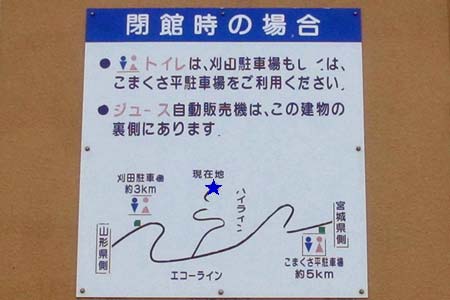 閉館時の場合
● トイレは、刈田駐車場もしくは、
こまくさ平駐車場をご利用ください.
● ジュース自動販売機は、この建物の
裏側にあります.
刈田駐車場
約3km
現在地
ハイライン
宮城県側
山形県側
エコーライン
こまくさ平駐車場
約5km